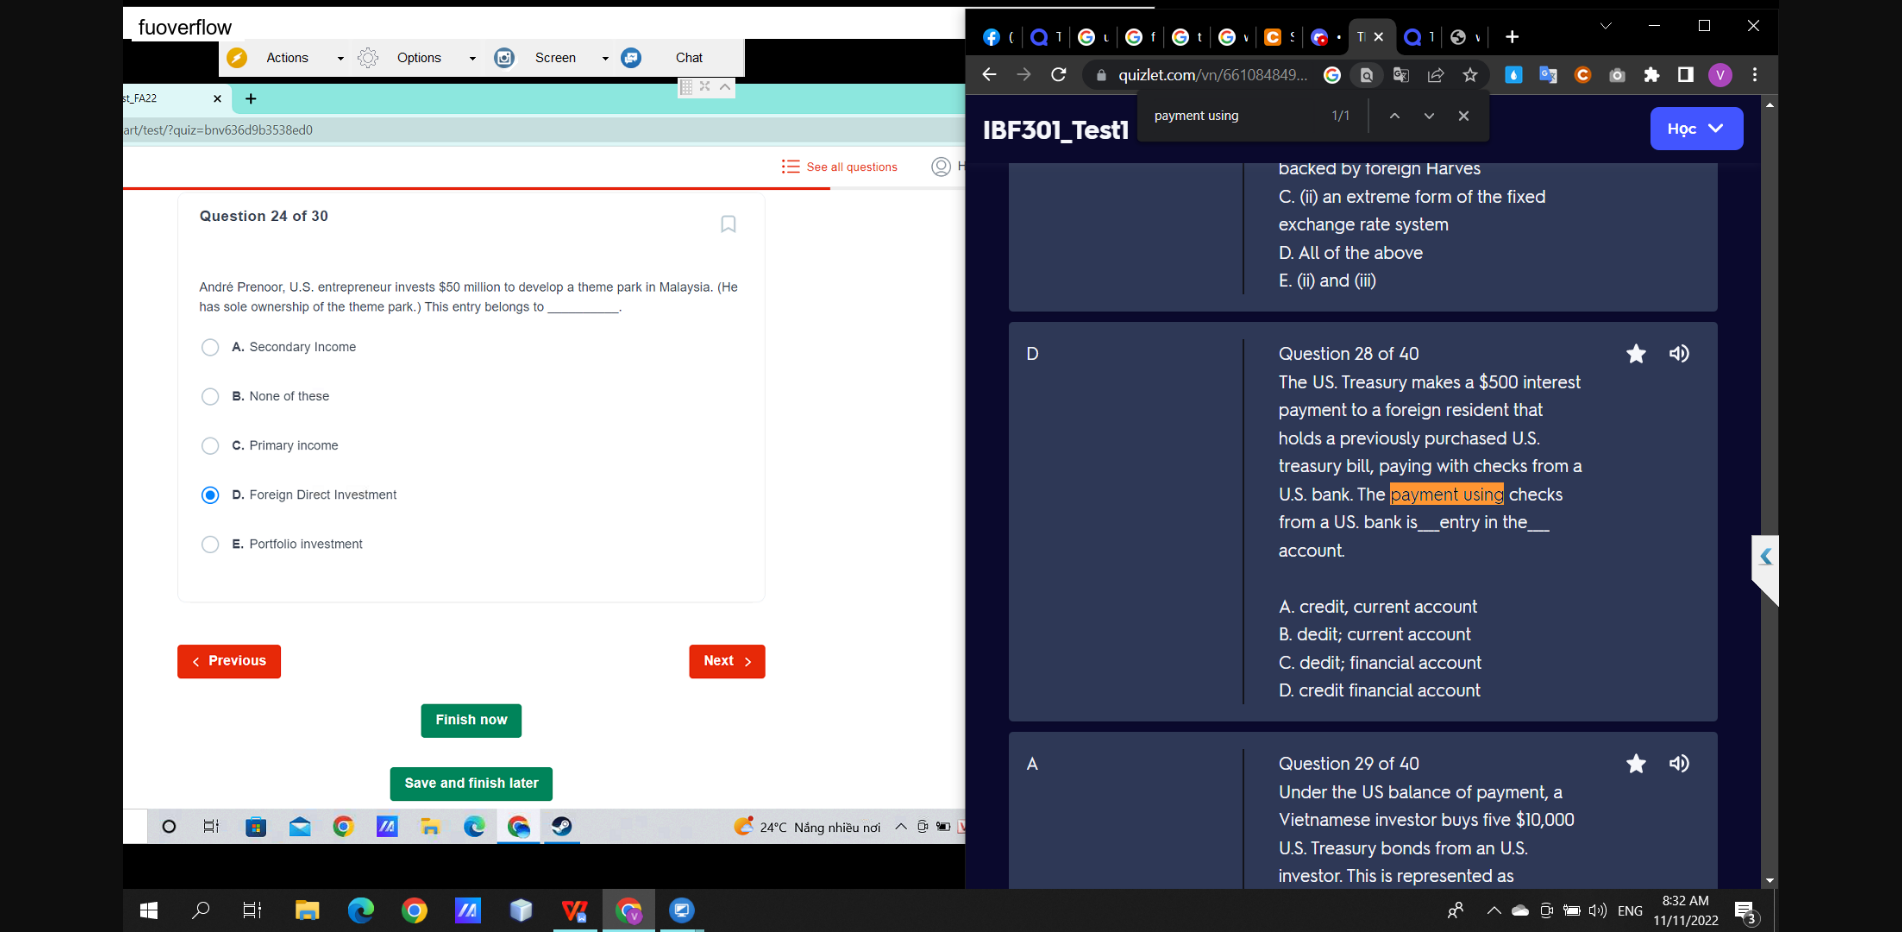 fuoverflow
Actions
Options
Screen
Chat
st_FA22
art/test/?quiz=bnv636d9b3538ed0
See all questions
H
Question 24 of 30
André Prenoor, U.S. entrepreneur invests $50 million to develop a theme park in Malaysia. (He
has sole ownership of the theme park.) This entry belongs to __________.
A. Secondary Income
B. None of these
C. Primary income
D. Foreign Direct Investment
E. Portfolio investment
Previous
Next
Finish now
Save and finish later
24°C Nắng nhiều nơi
quizlet.com/vn/661084849...
V
payment using
1/1
IBF301_Test1
Học
backed by foreign Harves
C. (ii) an extreme form of the fixed
exchange rate system
D. All of the above
E. (ii) and (iii)
D
Question 28 of 40
The US. Treasury makes a $500 interest
payment to a foreign resident that
holds a previously purchased U.S.
treasury bill, paying with checks from a
U.S. bank. The payment using checks
from a US. bank is___entry in the___
account.
A. credit, current account
B. dedit; current account
C. dedit; financial account
D. credit financial account
A
Question 29 of 40
Under the US balance of payment, a
Vietnamese investor buys five $10,000
U.S. Treasury bonds from an U.S.
investor. This is represented as
ENG
8:32 AM
11/11/2022
3